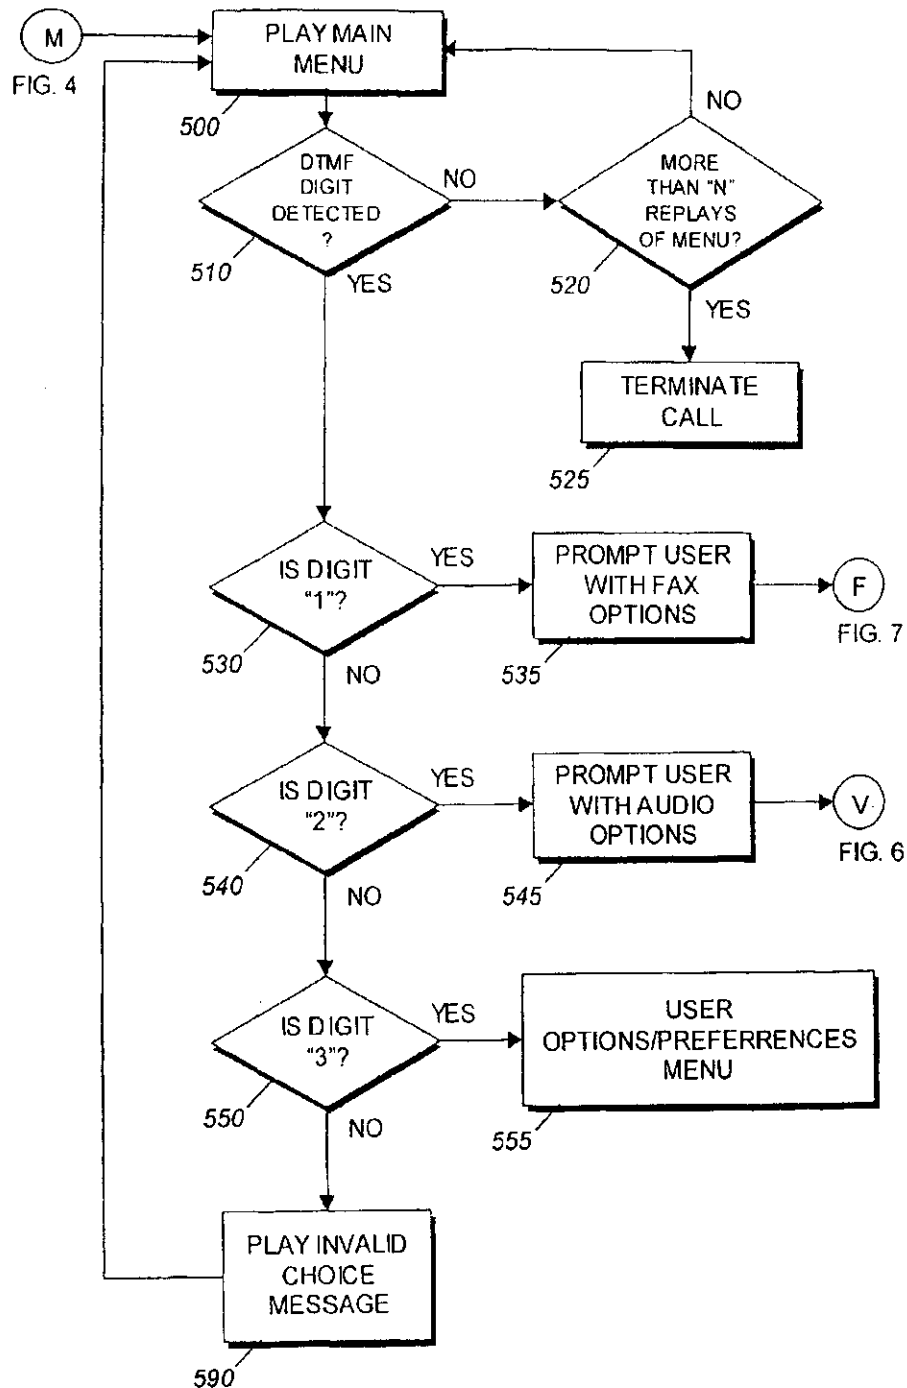 M
FIG. 4
PLAY MAIN
MENU
500
NO
DTMF
DIGIT
DETECTED
?
510
NO
YES
MORE
THAN "N"
REPLAYS
OF MENU?
520
YES
TERMINATE
CALL
525
IS DIGIT
"1"?
530
YES
NO
PROMPT USER
WITH FAX
OPTIONS
535
F
FIG. 7
IS DIGIT
"2"?
540
YES
NO
PROMPT USER
WITH AUDIO
OPTIONS
545
V
FIG. 6
IS DIGIT
"3"?
550
YES
NO
USER
OPTIONS/PREFERRENCES
MENU
555
PLAY INVALID
CHOICE
MESSAGE
590